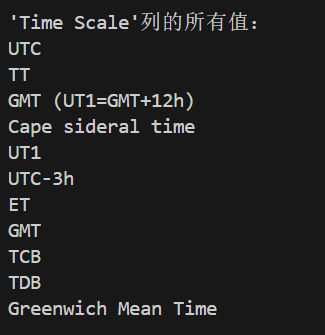 'Time Scale'列的所有值:
UTC
TT
GMT (UT1=GMT+12h)
Cape sideral time
UT1
UTC-3h
ET
GMT
TCB
TDB
Greenwich Mean Time